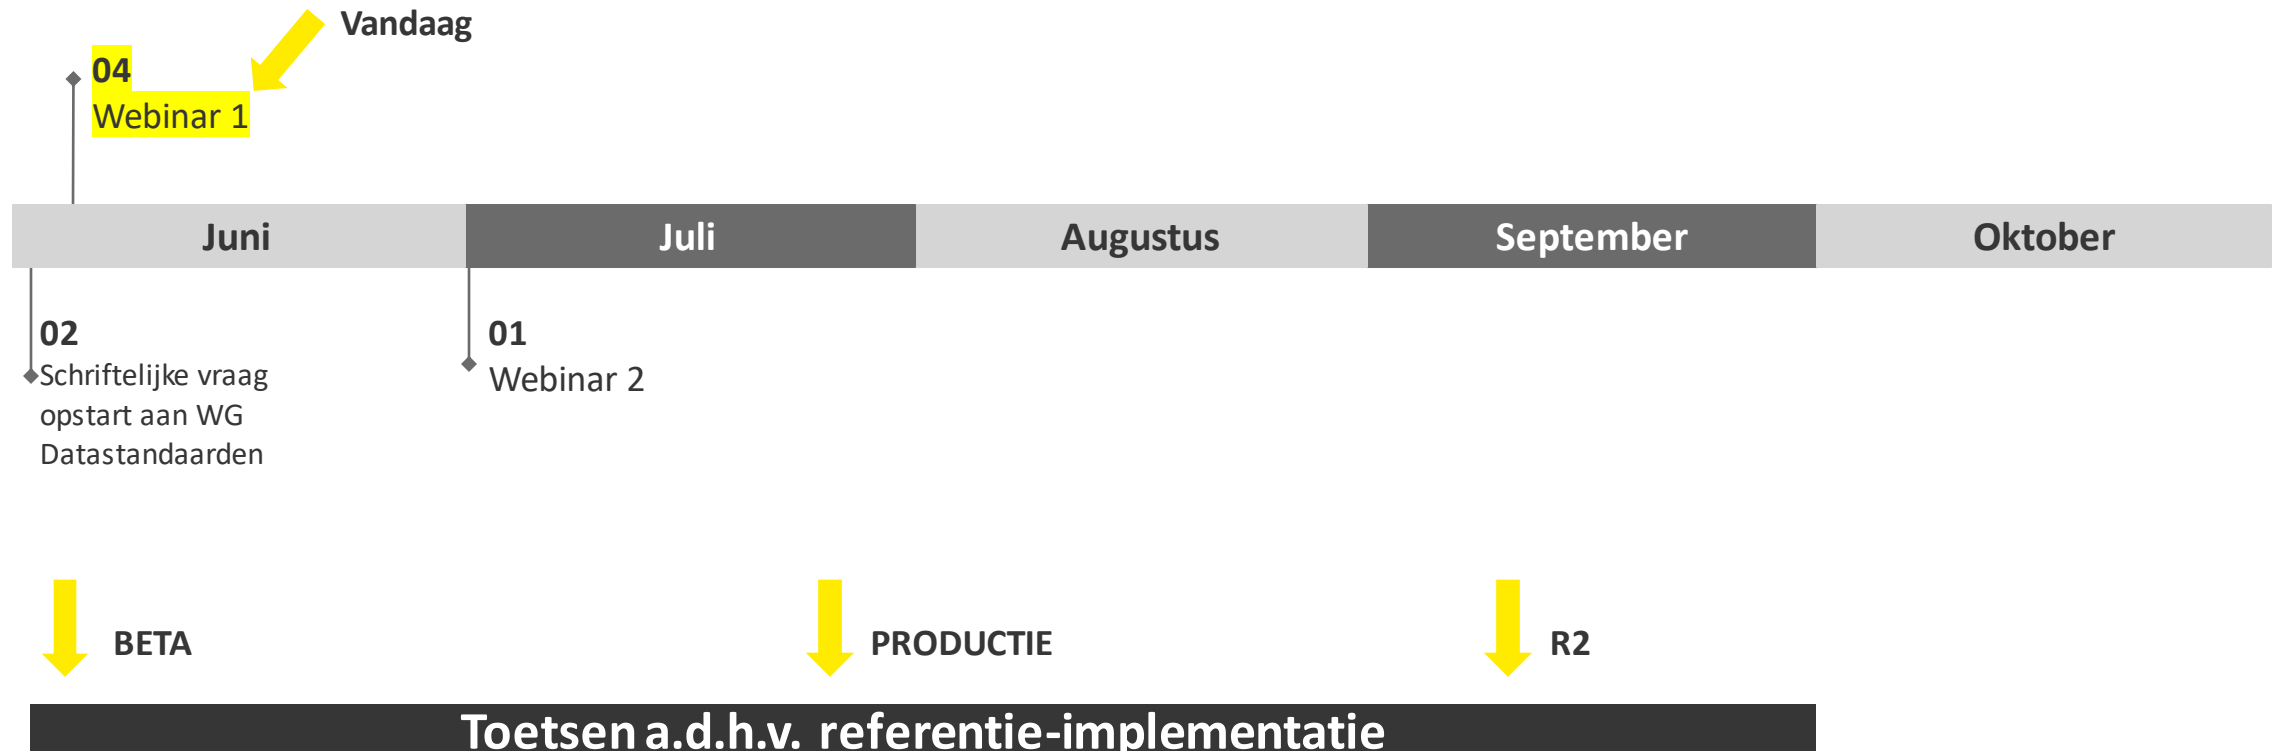 Vandaag
04
Webinar 1
Juni
Juli
Augustus
September
Oktober
02
Schriftelijke vraag
opstart aan WG
Datastandaarden
01
Webinar 2
BETA
PRODUCTIE
R2
Toetsen a.d.h.v. referentie-implementatie